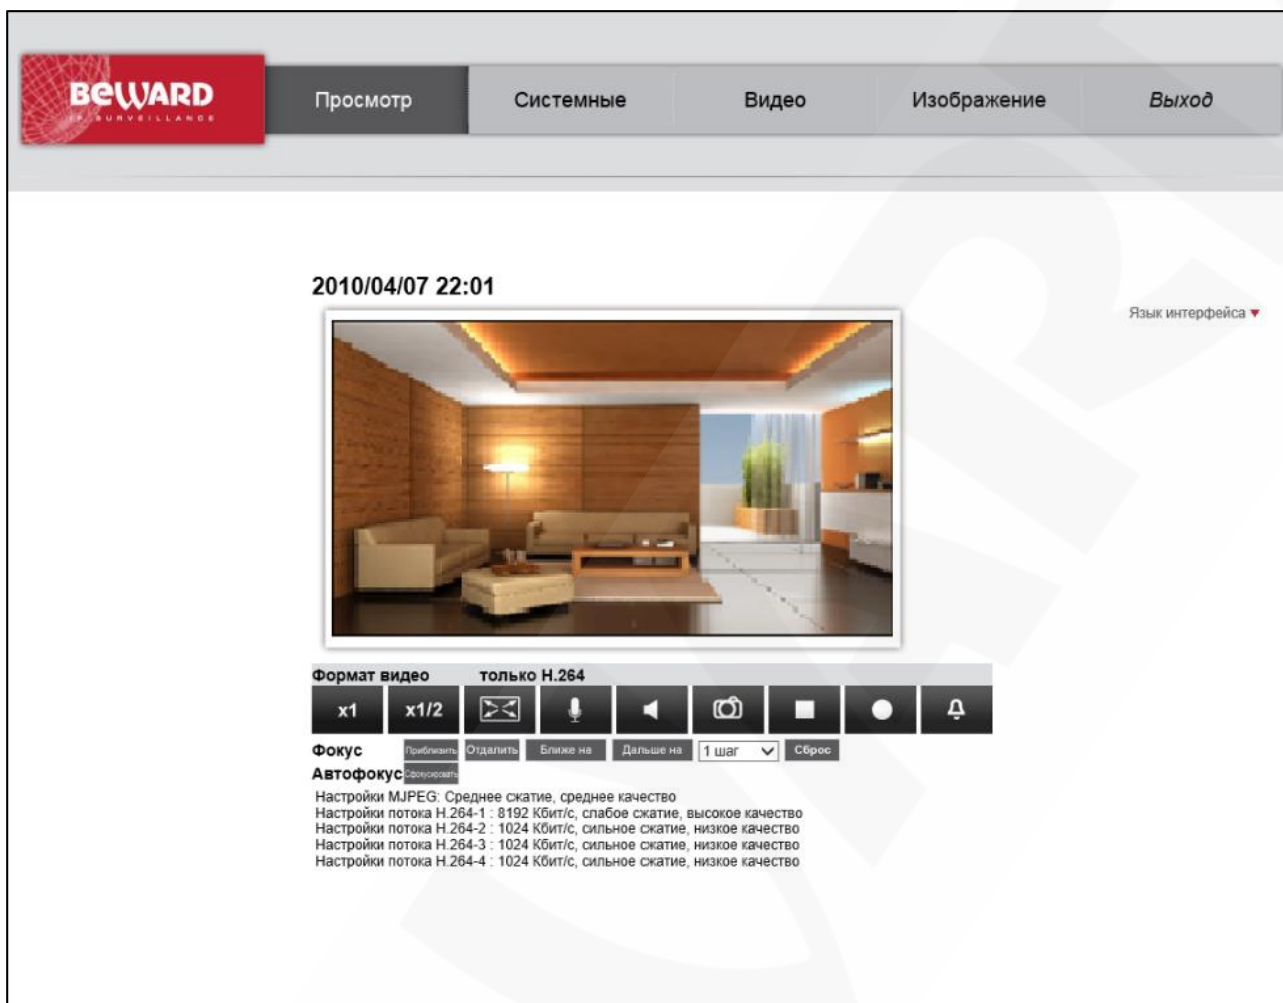 BEWARD
IP SURVEILLANCE
Просмотр Системные Видео Изображение Выход
2010/04/07 22:01
Язык интерфейса
Формат видео только H.264
x1 x1/2
Фокус Приблизить Отдалить Ближе на Дальше на 1 шаг Сброс
Автофокус Сфокусировать
Настройки MJPEG: Среднее сжатие, среднее качество
Настройки потока H.264-1 : 8192 Кбит/с, слабое сжатие, высокое качество
Настройки потока H.264-2 : 1024 Кбит/с, сильное сжатие, низкое качество
Настройки потока H.264-3 : 1024 Кбит/с, сильное сжатие, низкое качество
Настройки потока H.264-4 : 1024 Кбит/с, сильное сжатие, низкое качество